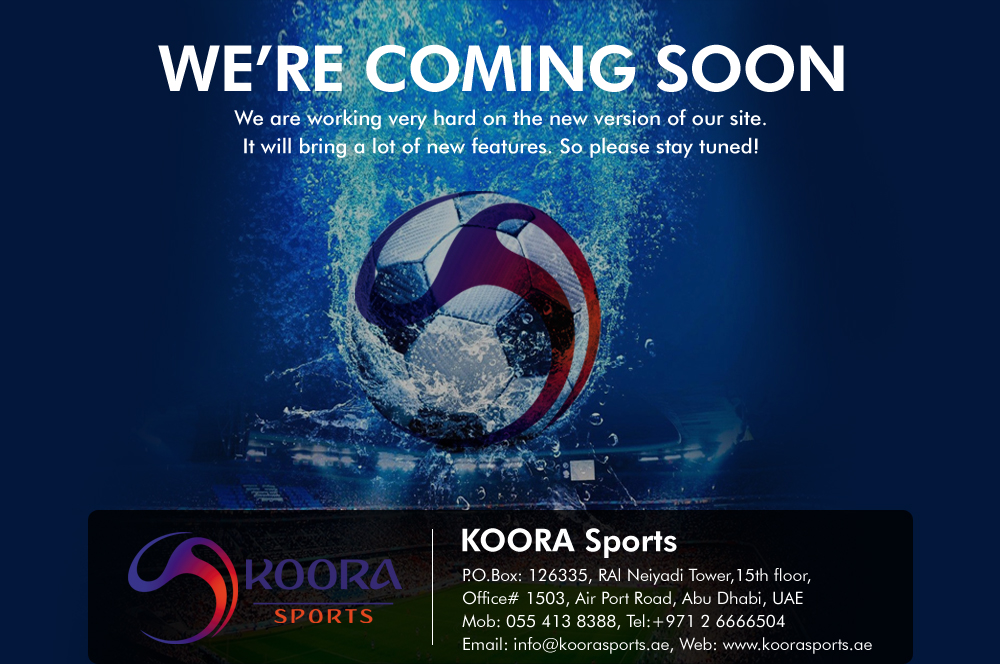 WE’RE COMING SOON
We are working very hard on the new version of our site.
It will bring a lot of new features. So please stay tuned!
KOORA
SPORTS
KOORA Sports
P.O.Box: 126335, RAl Neiyadi Tower,15th floor,
Office# 1503, Air Port Road, Abu Dhabi, UAE
Mob: 055 413 8388, Tel:+971 2 6666504
Email: info@koorasports.ae, Web: www.koorasports.ae